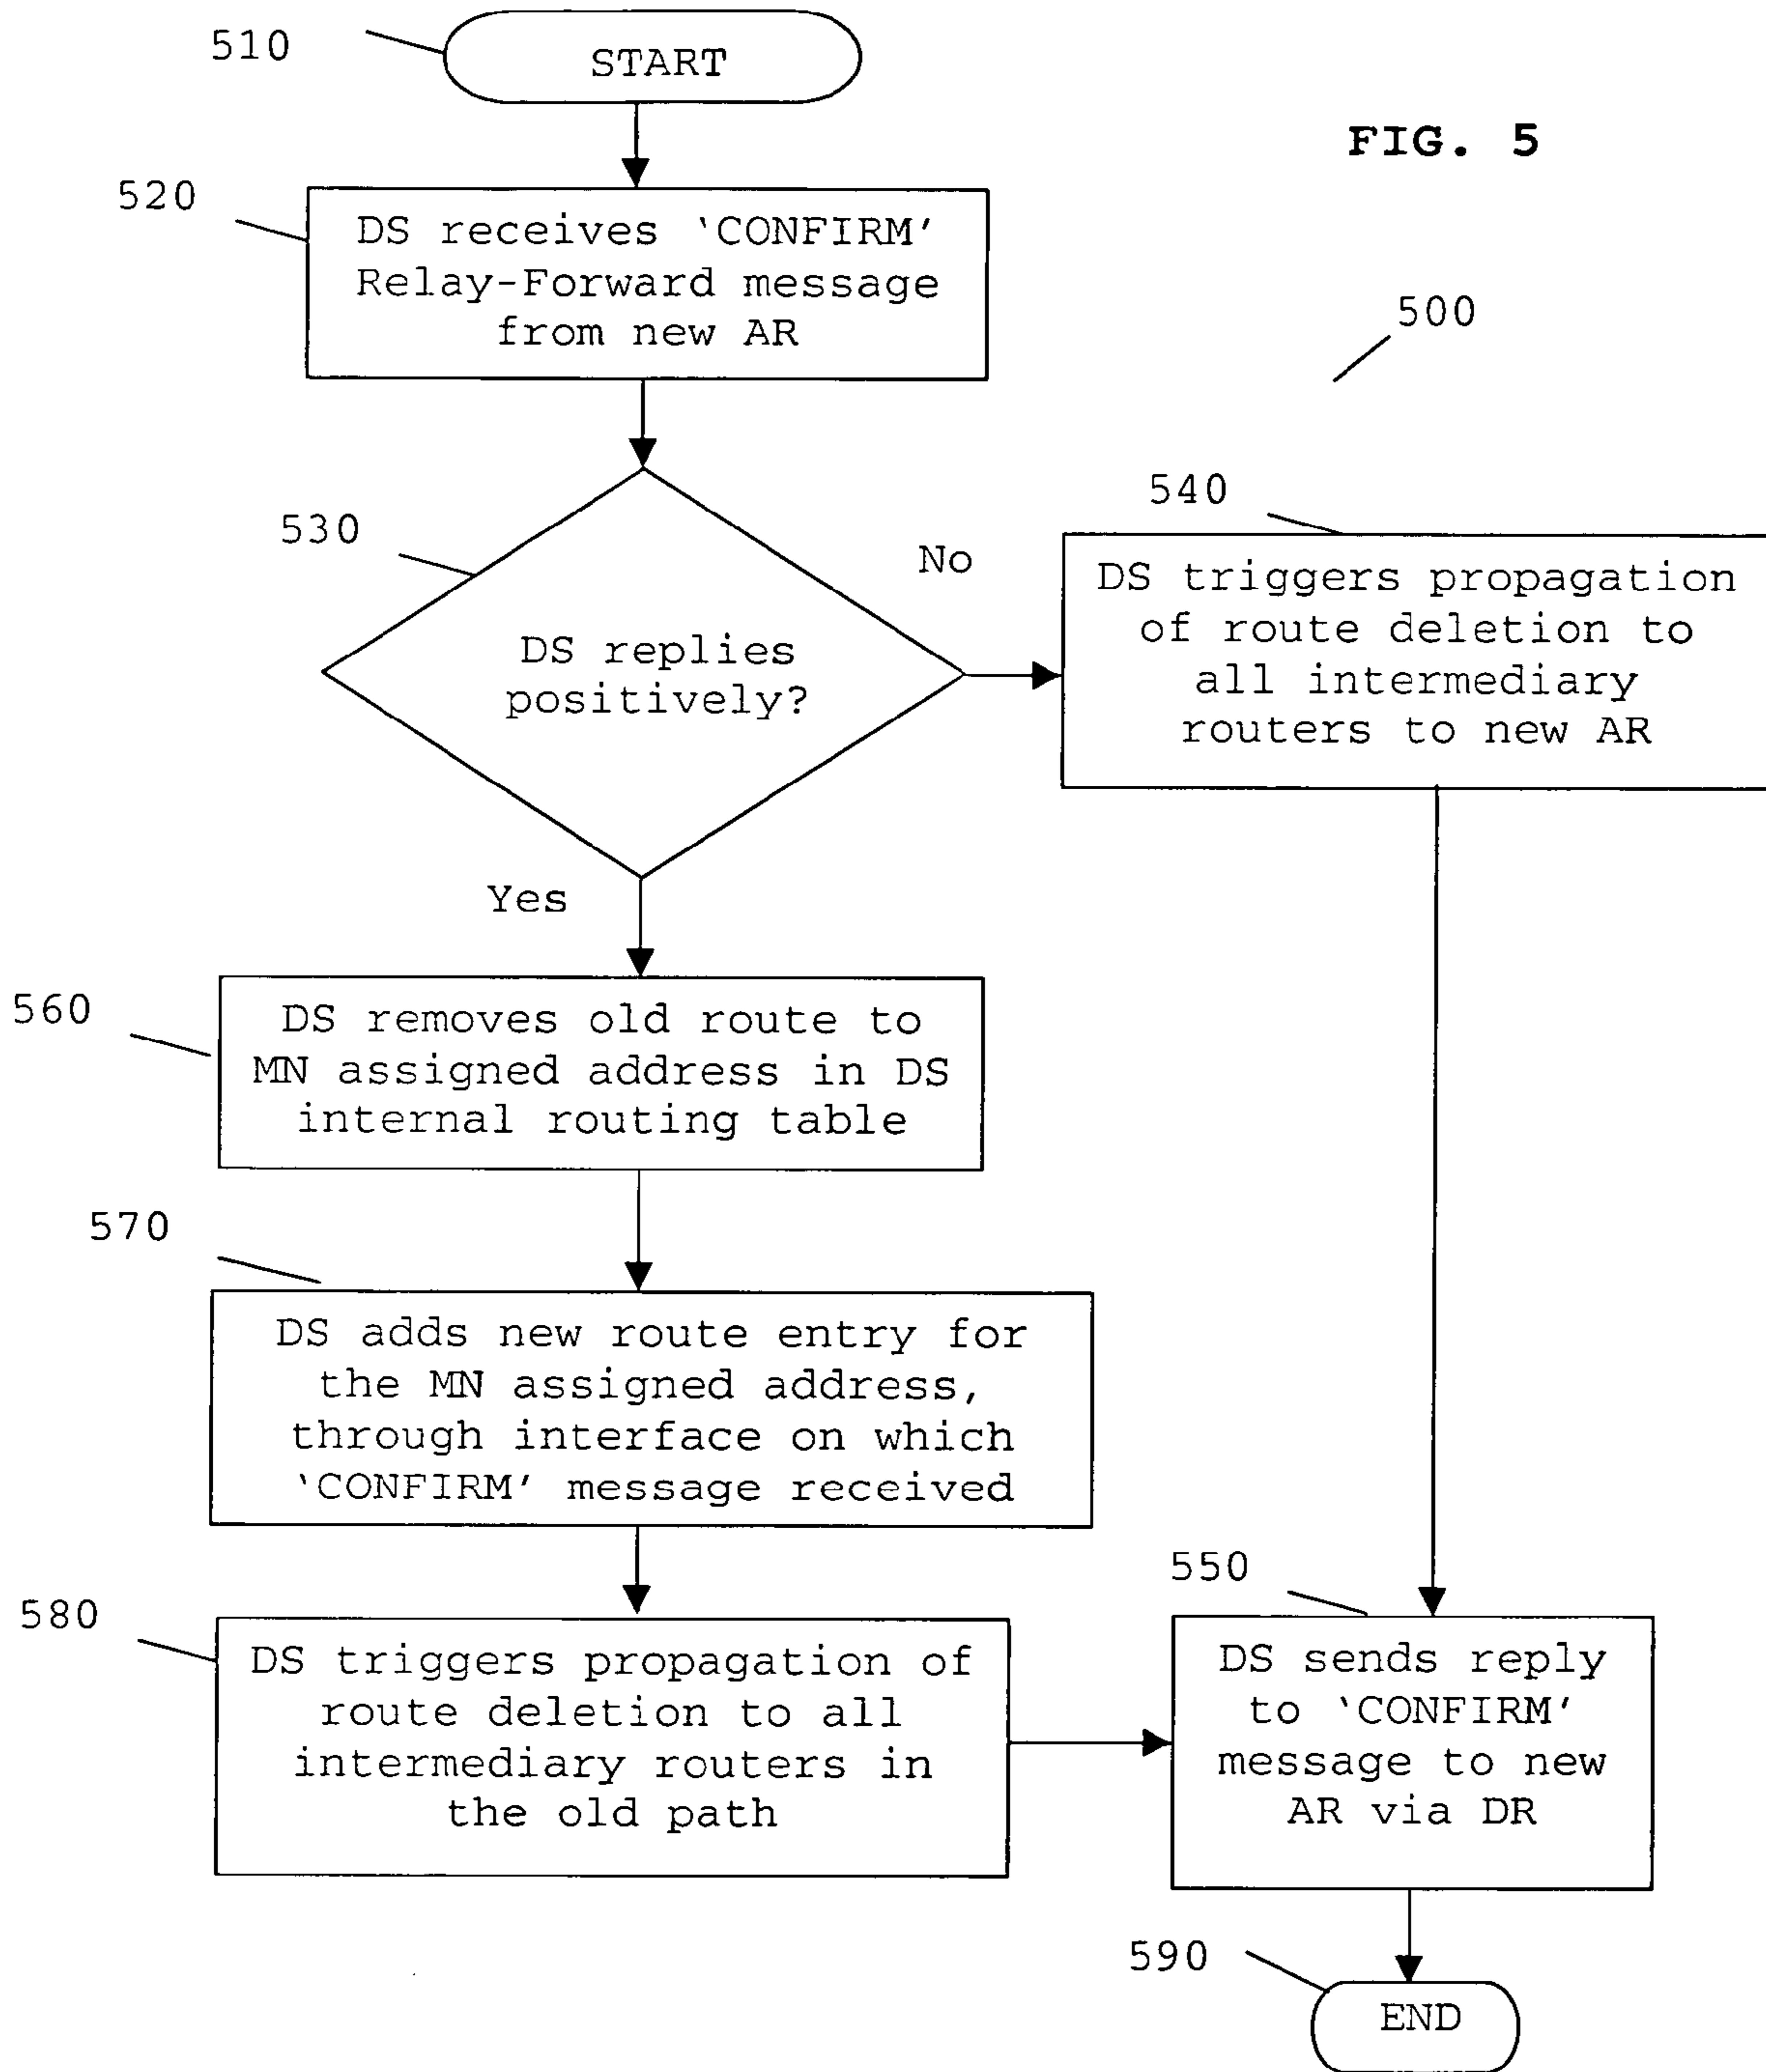 510
START
FIG. 5
520
DS receives ‘CONFIRM’
Relay-Forward message
from new AR
500
530
DS replies
positively?
No
540
DS triggers propagation
of route deletion to
all intermediary
routers to new AR
Yes
560
DS removes old route to
MN assigned address in DS
internal routing table
570
DS adds new route entry for
the MN assigned address,
through interface on which
‘CONFIRM’ message received
580
DS triggers propagation of
route deletion to all
intermediary routers in
the old path
550
DS sends reply
to ‘CONFIRM’
message to new
AR via DR
590
END